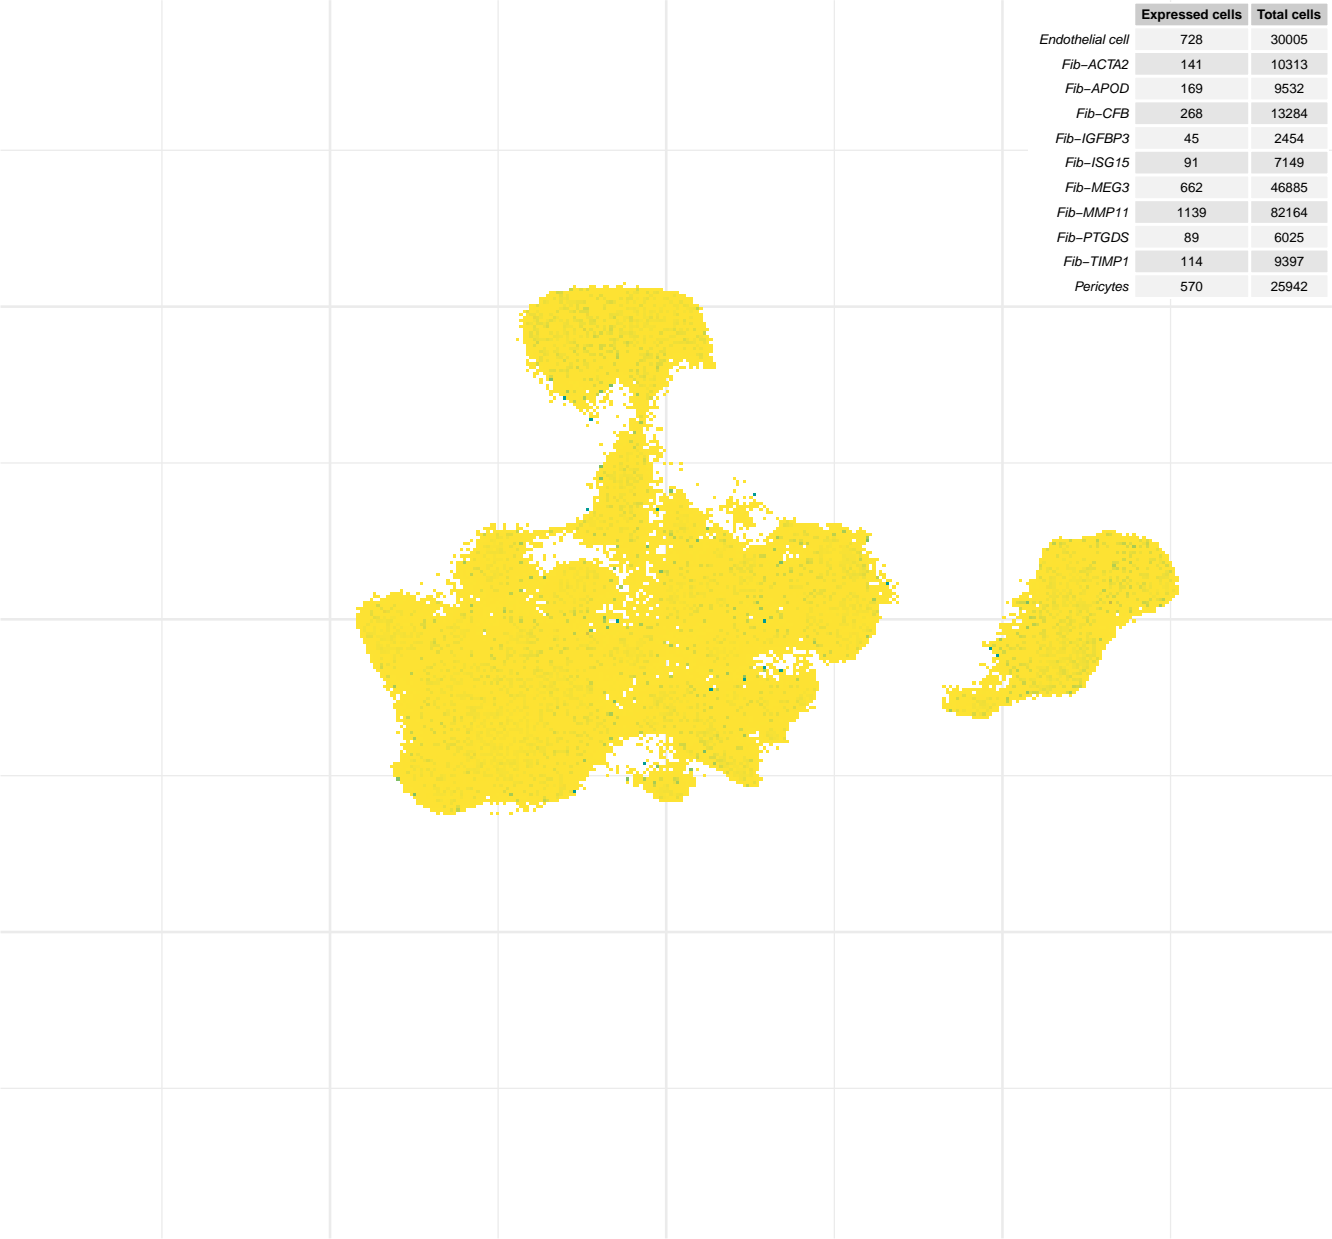 Expressed cells Total cells
Endothelial cell 728 30005
Fib−ACTA2 141 10313
Fib−APOD 169 9532
Fib−CFB 268 13284
Fib−IGFBP3 45 2454
Fib−ISG15 91 7149
Fib−MEG3 662 46885
Fib−MMP11 1139 82164
Fib−PTGDS 89 6025
Fib−TIMP1 114 9397
Pericytes 570 25942